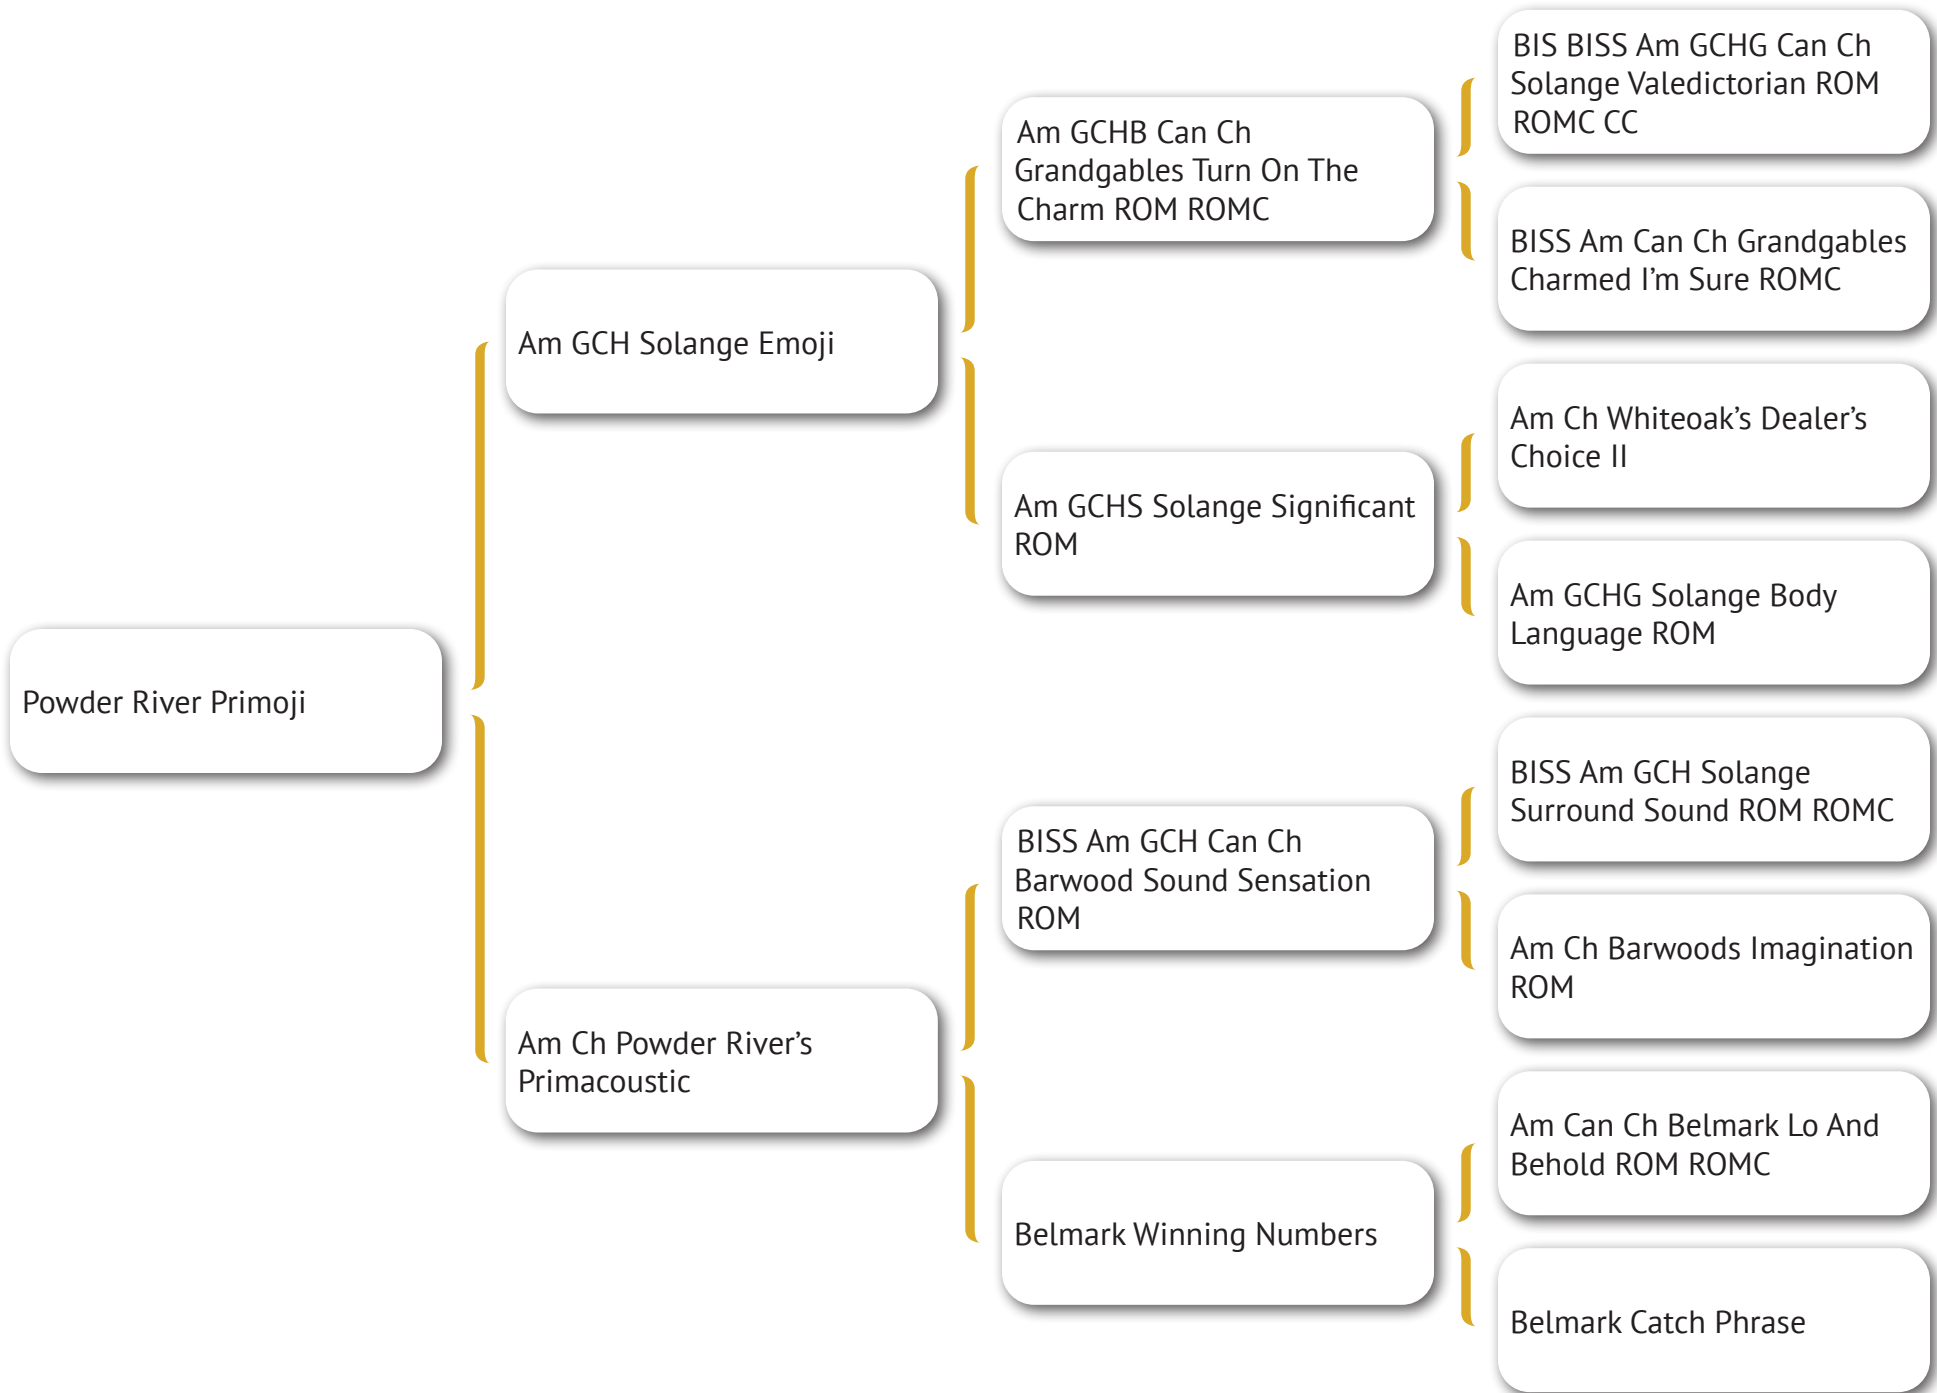 BIS BISS Am GCHG Can Ch
Solange Valedictorian ROM
ROMC CC
Am GCHB Can Ch
Grandgables Turn On The
Charm ROM ROMC
BISS Am Can Ch Grandgables
Charmed I'm Sure ROMC
Am GCH Solange Emoji
Am Ch Whiteoak's Dealer's
Choice II
Am GCHS Solange Significant
ROM
Am GCHG Solange Body
Language ROM
Powder River Primoji
BISS Am GCH Solange
Surround Sound ROM ROMC
BISS Am GCH Can Ch
Barwood Sound Sensation
ROM
Am Ch Barwoods Imagination
ROM
Am Ch Powder River's
Primacoustic
Am Can Ch Belmark Lo And
Behold ROM ROMC
Belmark Winning Numbers
Belmark Catch Phrase